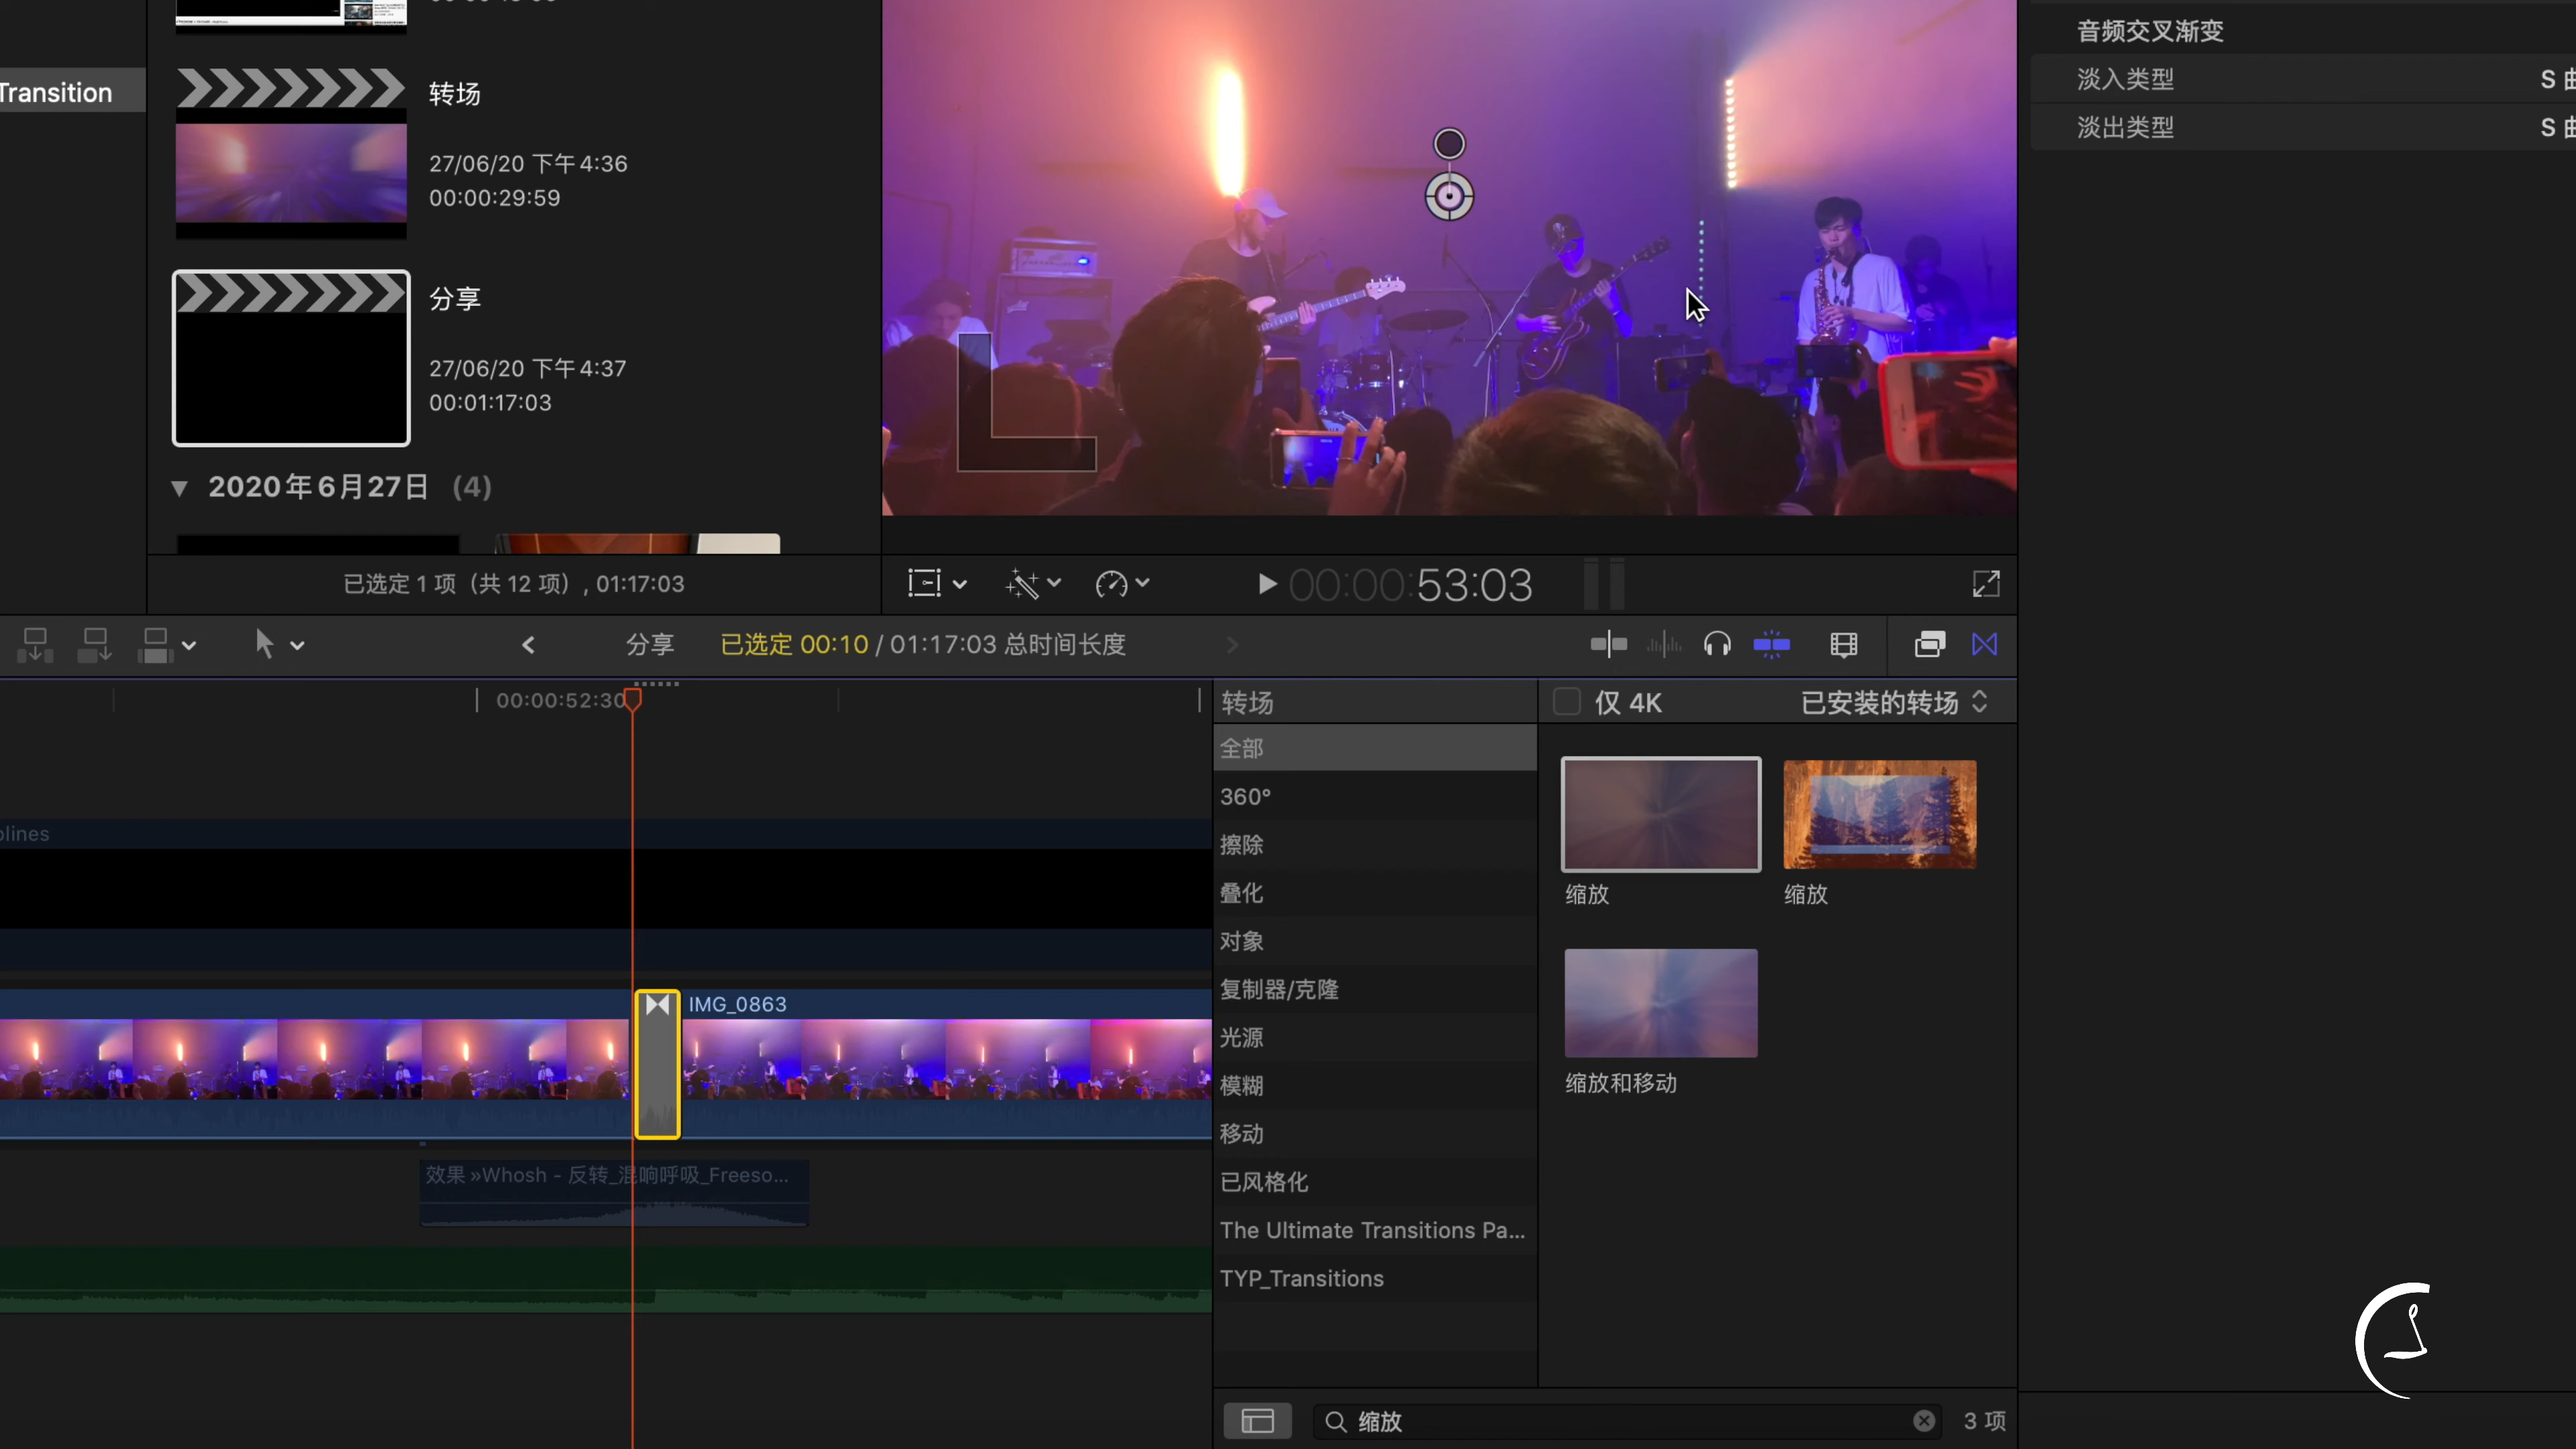 Transition
转场
27/06/20 下午4:36
00:00:29:59
分享
27/06/20 下午4:37
00:01:17:03
2020年6月27日 (4)
已选定 1 项（共 12 项）, 01:17:03
音频交叉渐变
淡入类型 S 曲
淡出类型 S 曲
00:00:53:03
分享 已选定 00:10 / 01:17:03 总时间长度
00:00:52:30
转场
仅 4K
已安装的转场
全部
360°
擦除
叠化
对象
复制器/克隆
光源
模糊
移动
已风格化
The Ultimate Transitions Pa...
TYP_Transitions
缩放
缩放
缩放和移动
IMG_0863
效果 »Whosh - 反转_混响呼吸_Freeso...
缩放
3 项